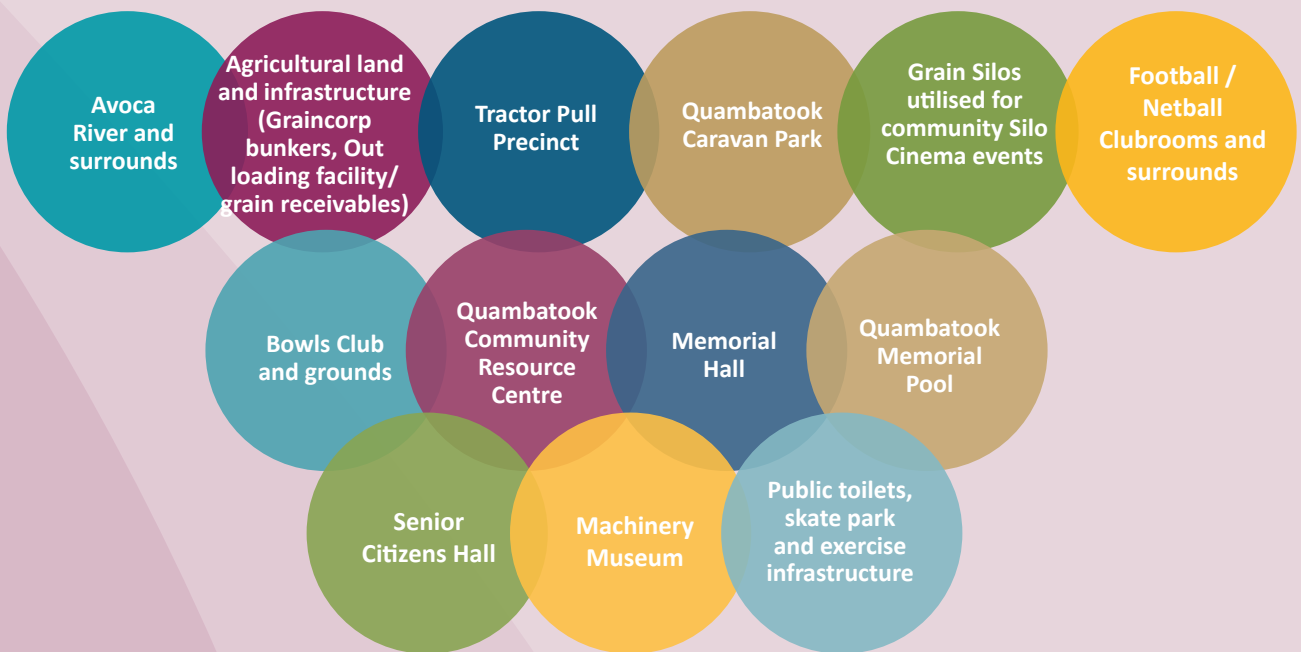 Avoca
River and
surrounds
Agricultural land
and infrastructure
(Graincorp
bunkers, Out
loading facility/
grain receivables)
Tractor Pull
Precinct
Quambatook
Caravan Park
Grain Silos
utilised for
community Silo
Cinema events
Football /
Netball
Clubrooms and
surrounds
Bowls Club
and grounds
Quambatook
Community
Resource
Centre
Memorial
Hall
Quambatook
Memorial
Pool
Senior
Citizens Hall
Machinery
Museum
Public toilets,
skate park
and exercise
infrastructure